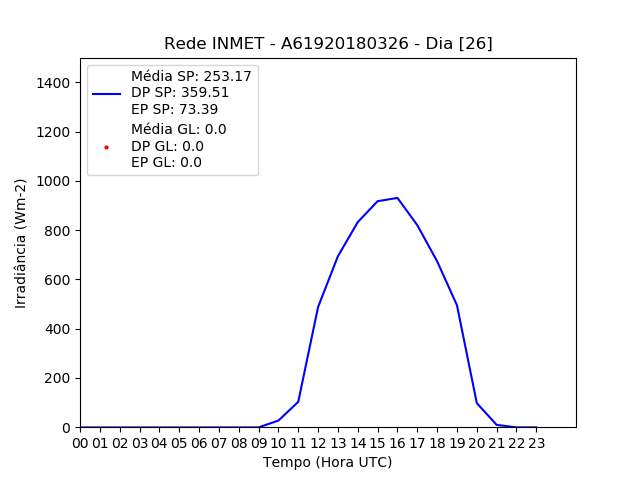 Rede INMET - A61920180326 - Dia [26]
Média SP: 253.17
DP SP: 359.51
EP SP: 73.39
Média GL: 0.0
DP GL: 0.0
EP GL: 0.0
1400
1200
1000
800
600
400
200
0
Irradiância (Wm-2)
00 01 02 03 04 05 06 07 08 09 10 11 12 13 14 15 16 17 18 19 20 21 22 23
Tempo (Hora UTC)